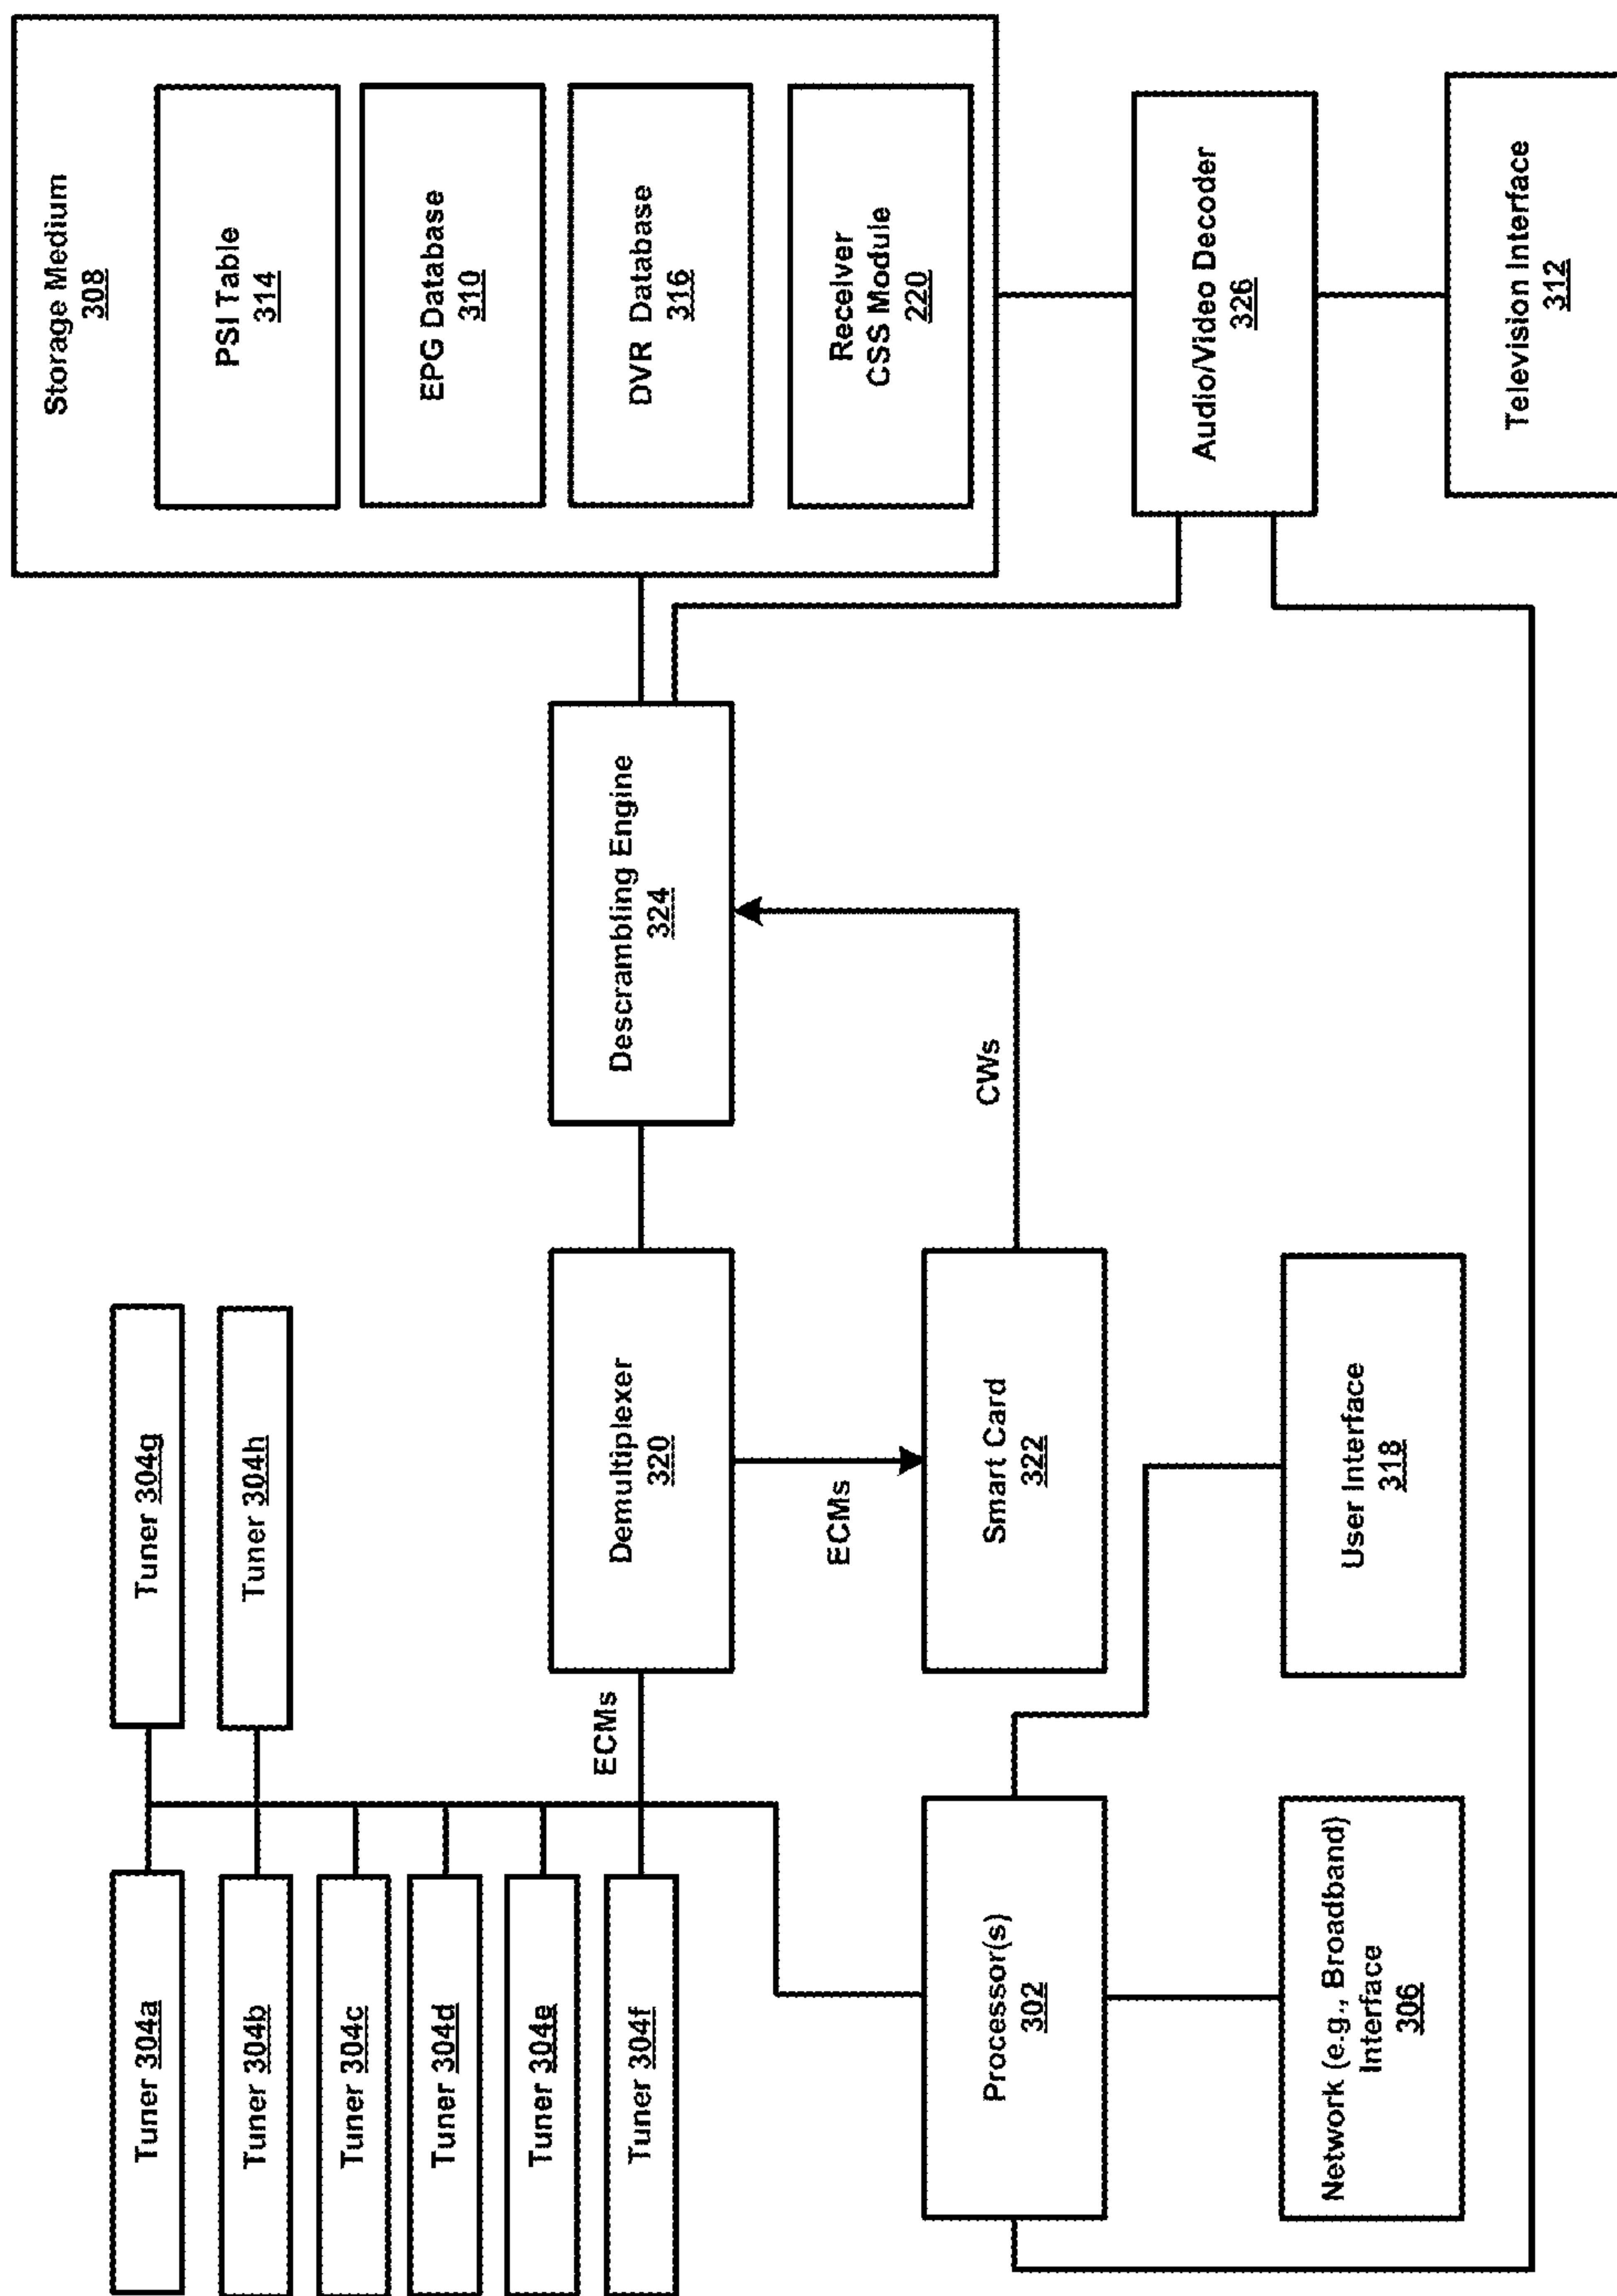 Tuner 304a
Tuner 304b
Tuner 304c
Tuner 304d
Tuner 304e
Tuner 304f
Tuner 304g
Tuner 304h
ECMs
Demultiplexer
320
Descrambling Engine
324
Storage Medium
308
PSI Table
314
EPG Database
310
DVR Database
316
Receiver
CSS Module
220
ECMs
CWs
Processor(s)
302
Smart Card
322
Audio/Video Decoder
326
Network (e.g., Broadband)
Interface
306
User Interface
318
Television Interface
312